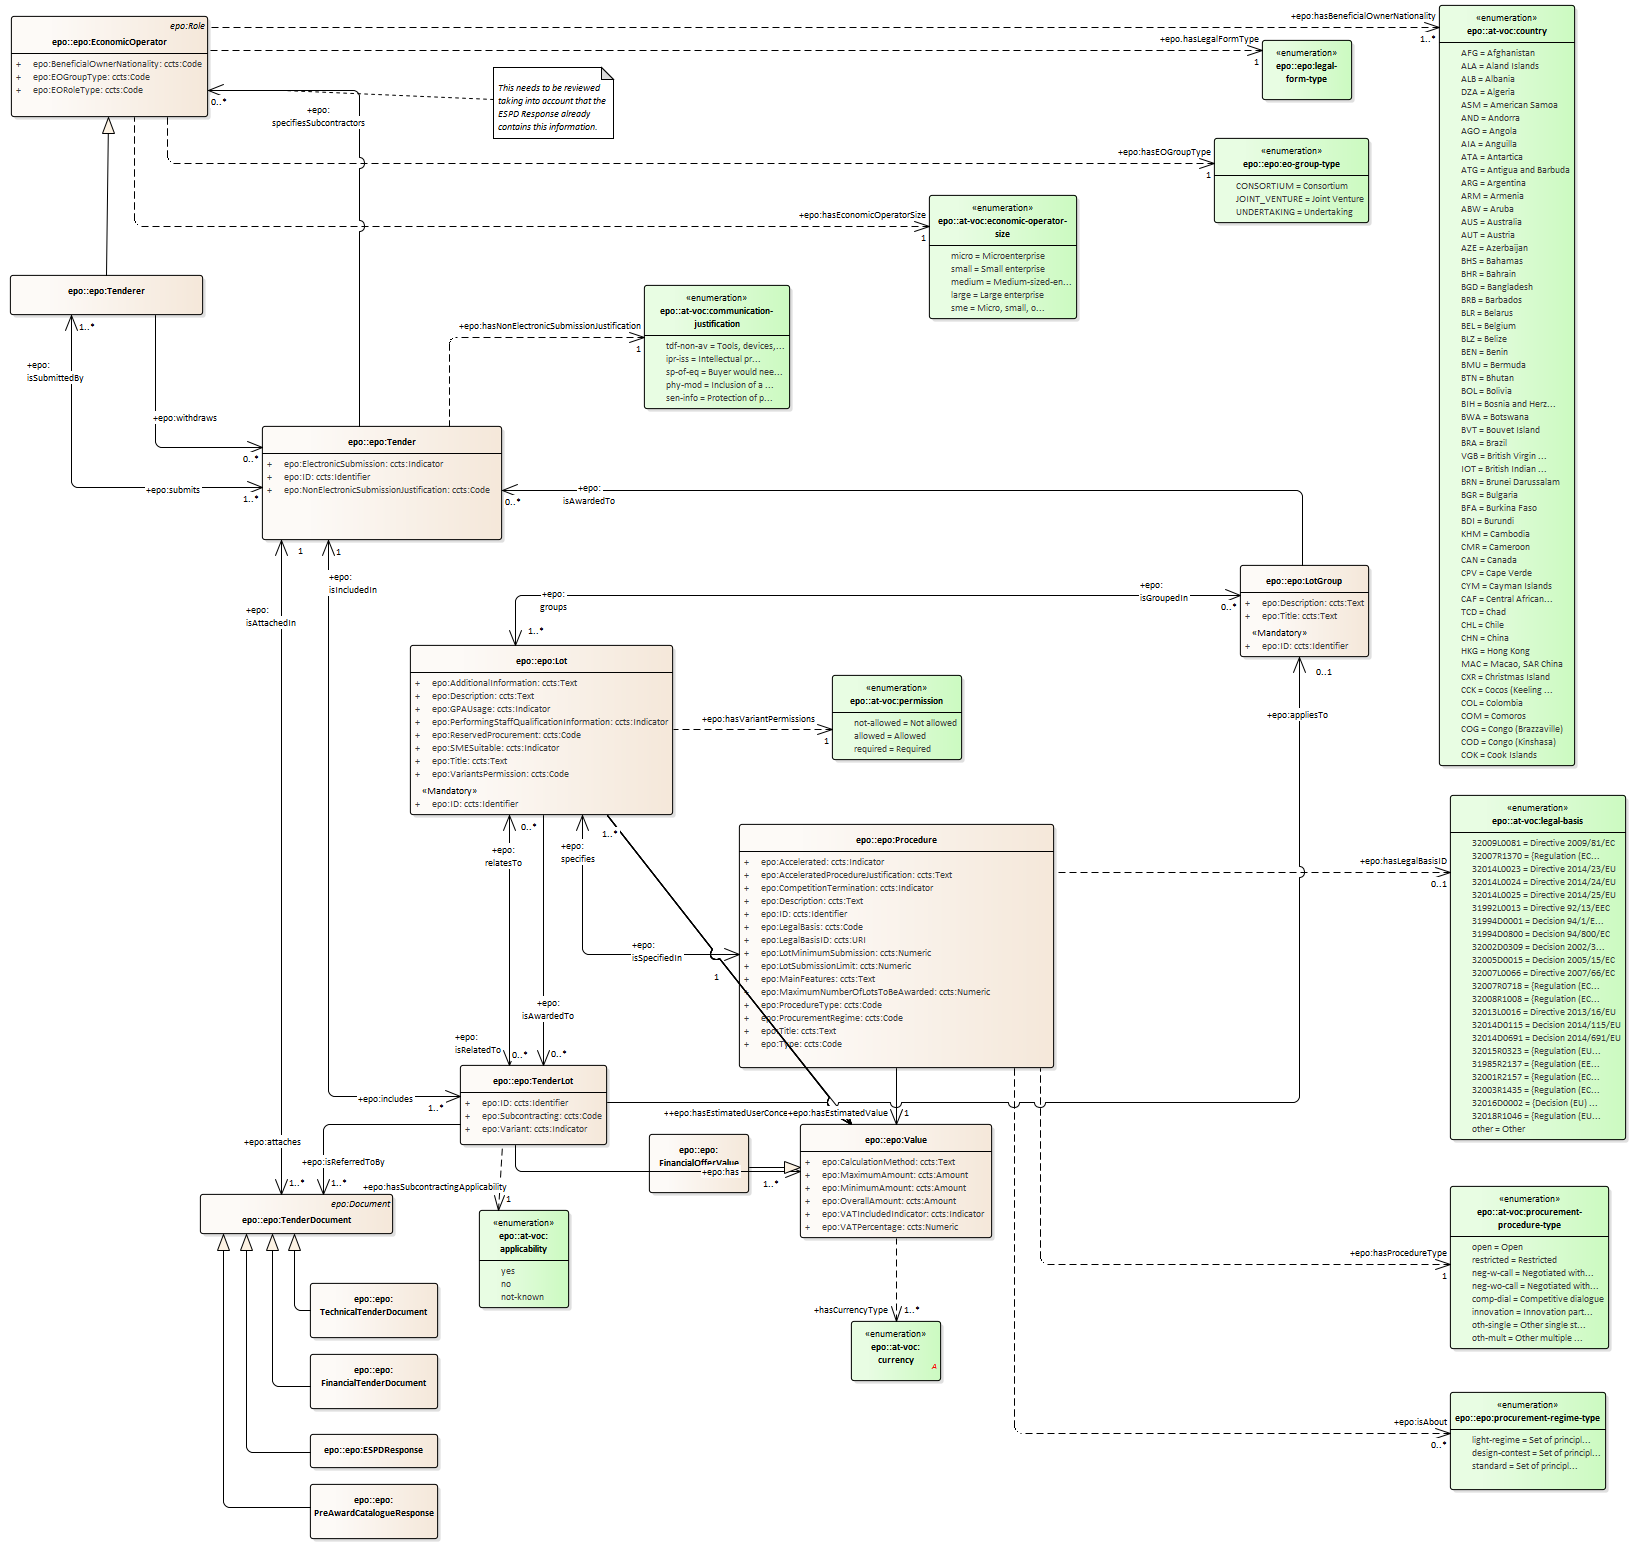 epo:Role
epo::epo:EconomicOperator
+ epo:BeneficialOwnerNationality: ccts:Code
+ epo:EOGroupType: ccts:Code
+ epo:EORoleType: ccts:Code
0..*
+epo:
specifiesSubcontractors
This needs to be reviewed
taking into account that the
ESPD Response already
contains this information.
+epo:hasBeneficialOwnerNationality
1..*
+epo.hasLegalFormType
1
«enumeration»
epo::epo:legal-
form-type
+epo:hasEOGroupType
1
«enumeration»
epo::epo:eo-group-type
CONSORTIUM = Consortium
JOINT_VENTURE = Joint Venture
UNDERTAKING = Undertaking
+epo:hasEconomicOperatorSize
1
«enumeration»
epo::at-voc:economic-operator-
size
micro = Microenterprise
small = Small enterprise
medium = Medium-sized-en...
large = Large enterprise
sme = Micro, small, o...
«enumeration»
epo::at-voc:country
AFG = Afghanistan
ALA = Aland Islands
ALB = Albania
DZA = Algeria
ASM = American Samoa
AND = Andorra
AGO = Angola
AIA = Anguilla
ATA = Antartica
ATG = Antigua and Barbuda
ARG = Argentina
ARM = Armenia
ABW = Aruba
AUS = Australia
AUT = Austria
AZE = Azerbaijan
BHS = Bahamas
BHR = Bahrain
BGD = Bangladesh
BRB = Barbados
BLR = Belarus
BEL = Belgium
BLZ = Belize
BEN = Benin
BMU = Bermuda
BTN = Bhutan
BOL = Bolivia
BIH = Bosnia and Herz...
BWA = Botswana
BVT = Bouvet Island
BRA = Brazil
VGB = British Virgin ...
IOT = British Indian ...
BRN = Brunei Darussalam
BGR = Bulgaria
BFA = Burkina Faso
BDI = Burundi
KHM = Cambodia
CMR = Cameroon
CAN = Canada
CPV = Cape Verde
CYM = Cayman Islands
CAF = Central African...
TCD = Chad
CHL = Chile
CHN = China
HKG = Hong Kong
MAC = Macao, SAR China
CXR = Christmas Island
CCK = Cocos (Keeling ...
COL = Colombia
COM = Comoros
COG = Congo (Brazzaville)
COD = Congo (Kinshasa)
COK = Cook Islands
epo::epo:Tenderer
1..*
+epo:
isSubmittedBy
+epo:withdraws
0..*
+epo:submits
1..*
+epo:hasNonElectronicSubmissionJustification
1
«enumeration»
epo::at-voc:communication-
justification
tdf-non-av = Tools, devices,...
ipr-iss = Intellectual pr...
sp-of-eq = Buyer would nee...
phy-mod = Inclusion of a ...
sen-info = Protection of p...
epo::epo:Tender
+ epo:ElectronicSubmission: ccts:Indicator
+ epo:ID: ccts:Identifier
+ epo:NonElectronicSubmissionJustification: ccts:Code
0..*
+epo:
isAwardedTo
1
1
+epo:
isIncludedIn
+epo:
isAttachedIn
+epo:
groups
1..*
+epo:
isGroupedIn
0..*
epo::epo:LotGroup
+ epo:Description: ccts:Text
+ epo:Title: ccts:Text
«Mandatory»
+ epo:ID: ccts:Identifier
0..1
+epo:appliesTo
epo::epo:Lot
+ epo:AdditionalInformation: ccts:Text
+ epo:Description: ccts:Text
+ epo:GPAUsage: ccts:Indicator
+ epo:PerformingStaffQualificationInformation: ccts:Indicator
+ epo:ReservedProcurement: ccts:Code
+ epo:SMESuitable: ccts:Indicator
+ epo:Title: ccts:Text
+ epo:VariantsPermission: ccts:Code
«Mandatory»
+ epo:ID: ccts:Identifier
+epo:hasVariantPermissions
1
«enumeration»
epo::at-voc:permission
not-allowed = Not allowed
allowed = Allowed
required = Required
0..*
+epo:
relatesTo
+epo:
specifies
1..*
+epo:
isSpecifiedIn
1
+epo:
isAwardedTo
+epo:
isRelatedTo
0..*
0..*
epo::epo:Procedure
+ epo:Accelerated: ccts:Indicator
+ epo:AcceleratedProcedureJustification: ccts:Text
+ epo:CompetitionTermination: ccts:Indicator
+ epo:Description: ccts:Text
+ epo:ID: ccts:Identifier
+ epo:LegalBasis: ccts:Code
+ epo:LegalBasisID: ccts:URI
+ epo:LotMinimumSubmission: ccts:Numeric
+ epo:LotSubmissionLimit: ccts:Numeric
+ epo:MainFeatures: ccts:Text
+ epo:MaximumNumberOfLotsToBeAwarded: ccts:Numeric
+ epo:ProcedureType: ccts:Code
+ epo:ProcurementRegime: ccts:Code
+ epo:Title: ccts:Text
+ epo:Type: ccts:Code
+epo:hasLegalBasisID
0..1
«enumeration»
epo::at-voc:legal-basis
32009L0081 = Directive 2009/81/EC
32007R1370 = {Regulation (EC...
32014L0023 = Directive 2014/23/EU
32014L0024 = Directive 2014/24/EU
32014L0025 = Directive 2014/25/EU
31992L0013 = Directive 92/13/EEC
31994D0001 = Decision 94/1/E...
31994D0800 = Decision 94/800/EC
32002D0309 = Decision 2002/3...
32005D0015 = Decision 2005/15/EC
32007L0066 = Directive 2007/66/EC
32007R0718 = {Regulation (EC...
32008R1008 = {Regulation (EC...
32013L0016 = Directive 2013/16/EU
32014D0115 = Decision 2014/115/EU
32014D0691 = Decision 2014/691/EU
32015R0323 = {Regulation (EU...
31985R2137 = {Regulation (EE...
32001R2157 = {Regulation (EC...
32003R1435 = {Regulation (EC...
32016D0002 = {Decision (EU) ...
32018R1046 = {Regulation (EU...
other = Other
+epo:includes
1..*
epo::epo:TenderLot
+ epo:ID: ccts:Identifier
+ epo:Subcontracting: ccts:Code
+ epo:Variant: ccts:Indicator
++epo:hasEstimatedUserConce+epo:hasEstimatedValue
1
epo::epo:
FinancialOfferValue
+epo:has
1..*
epo::epo:Value
+ epo:CalculationMethod: ccts:Text
+ epo:MaximumAmount: ccts:Amount
+ epo:MinimumAmount: ccts:Amount
+ epo:OverallAmount: ccts:Amount
+ epo:VATIncludedIndicator: ccts:Indicator
+ epo:VATPercentage: ccts:Numeric
+epo:attaches
1..*
+epo:isReferredToBy
1..*
+epo:hasSubcontractingApplicability
1
«enumeration»
epo::at-voc:
applicability
yes
no
not-known
epo:Document
epo::epo:TenderDocument
epo::epo:
TechnicalTenderDocument
epo::epo:
FinancialTenderDocument
epo::epo:ESPDResponse
epo::epo:
PreAwardCatalogueResponse
+hasCurrencyType
1..*
«enumeration»
epo::at-voc:
currency
A
+epo:hasProcedureType
1
«enumeration»
epo::at-voc:procurement-
procedure-type
open = Open
restricted = Restricted
neg-w-call = Negotiated with...
neg-wo-call = Negotiated with...
comp-dial = Competitive dialogue
innovation = Innovation part...
oth-single = Other single st...
oth-mult = Other multiple ...
+epo:isAbout
0..*
«enumeration»
epo::epo:procurement-regime-type
light-regime = Set of principl...
design-contest = Set of principl...
standard = Set of principl...